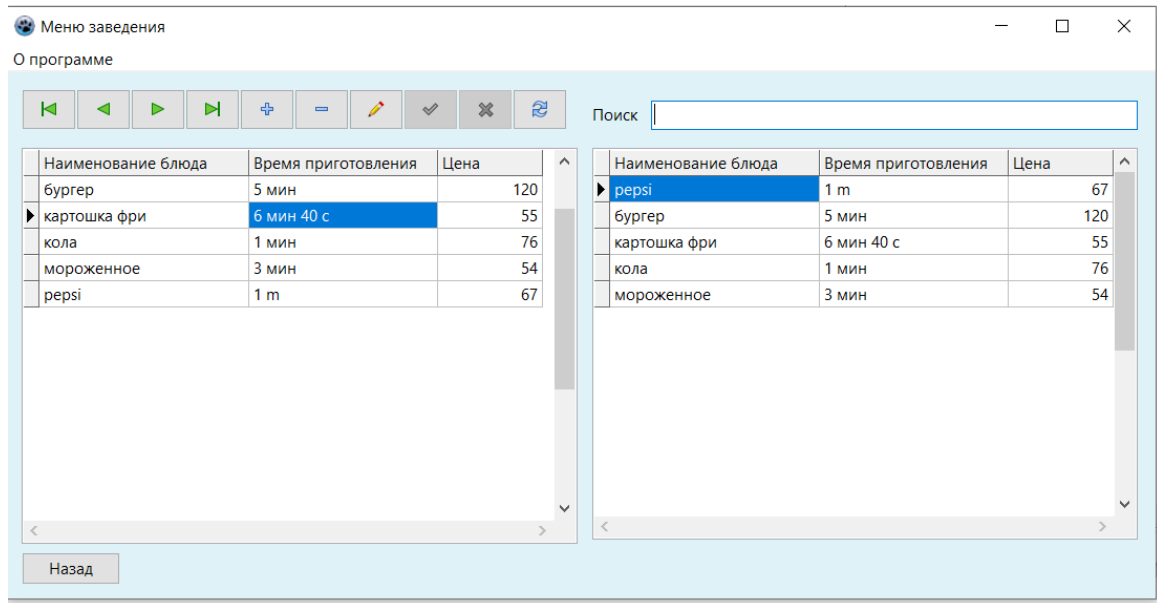 Меню заведения
О программе
Поиск
Наименование блюда Время приготовления Цена
бургер 5 мин 120
картошка фри 6 мин 40 с 55
кола 1 мин 76
мороженное 3 мин 54
pepsi 1 m 67
Наименование блюда Время приготовления Цена
pepsi 1 m 67
бургер 5 мин 120
картошка фри 6 мин 40 с 55
кола 1 мин 76
мороженное 3 мин 54
Назад